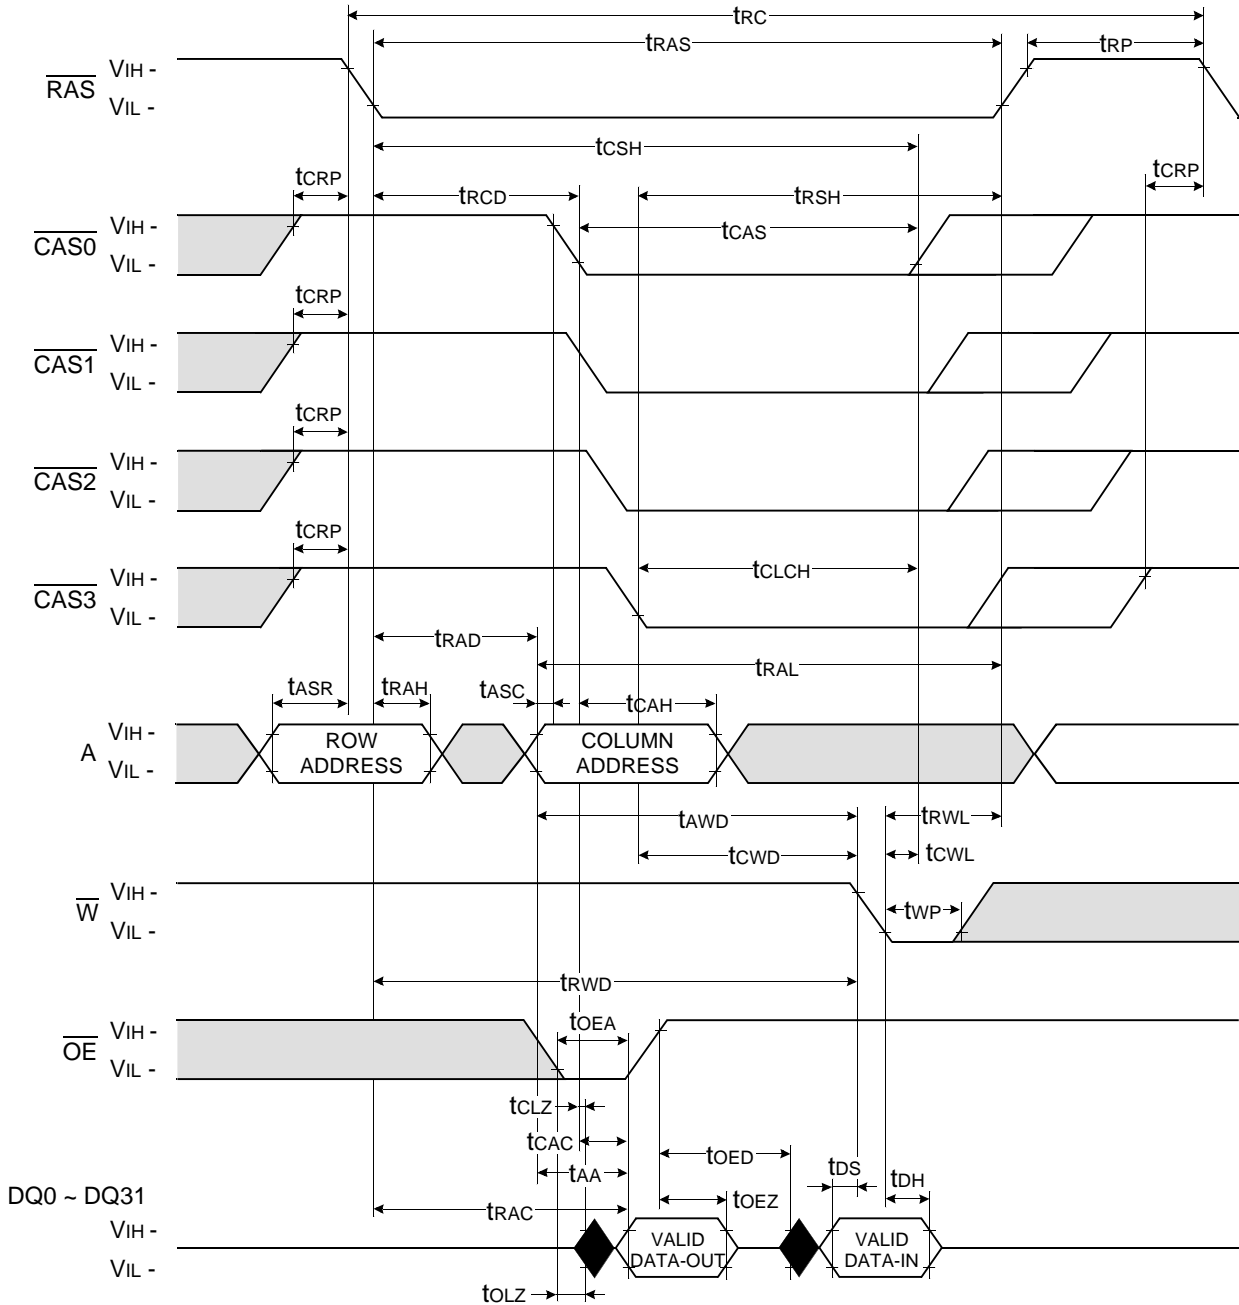 tRC
tRAS
tRP
RAS
VIH -
VIL -
tCSH
tCRP
tRCD
tRSH
tCRP
CAS0
VIH -
VIL -
tCAS
tCRP
CAS1
VIH -
VIL -
tCRP
CAS2
VIH -
VIL -
tCRP
CAS3
VIH -
VIL -
tCLCH
tRAD
tRAL
tASR
tRAH
tASC
tCAH
A
VIH -
VIL -
ROW
ADDRESS
COLUMN
ADDRESS
tAWD
tRWL
tCWD
tCWL
W
VIH -
VIL -
tWP
tRWD
OE
VIH -
VIL -
tOEA
tCLZ
tCAC
tOED
tAA
tDS
tDH
tOEZ
tRAC
DQ0 ~ DQ31
VIH -
VIL -
VALID
DATA-OUT
VALID
DATA-IN
tOLZ